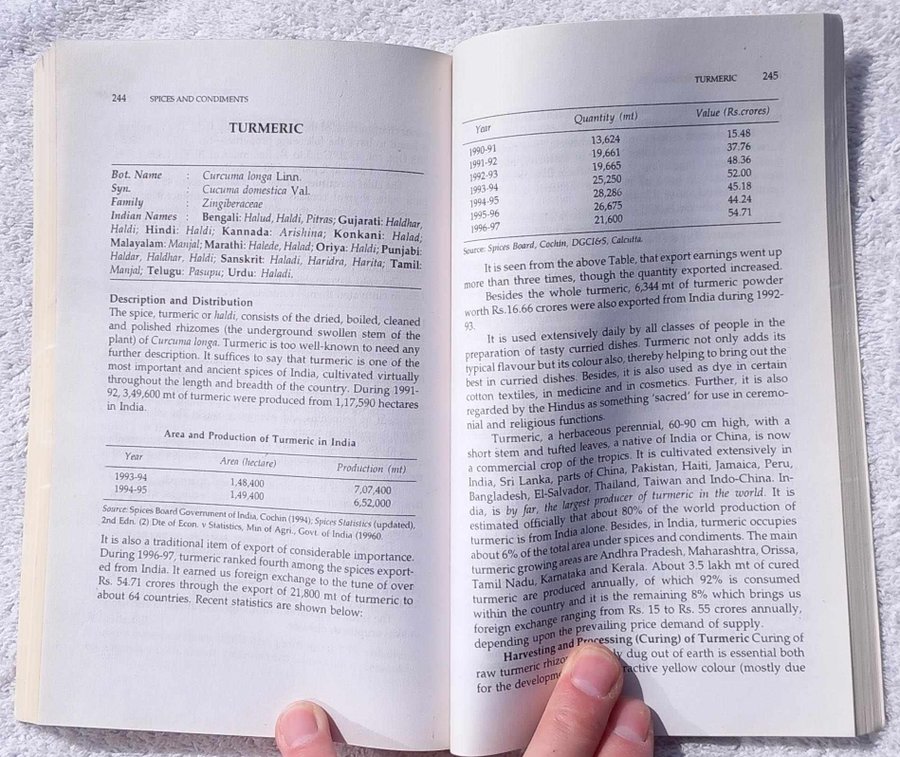 244 SPICES AND CONDIMENTS
TURMERIC
Bot. Name : Curcuma longa Linn.
Syn. : Cucuma domestica Val.
Family : Zingiberaceae
Indian Names : Bengali: Halud, Haldi, Pitras; Gujarati: Haldhar,
Haldi; Hindi: Haldi; Kannada: Arishina; Konkani: Halad;
Malayalam: Manjal; Marathi: Halede, Halad; Oriya: Haldi; Punjabi:
Haldar, Haldhar, Haldi; Sanskrit: Haladi, Haridra, Harita; Tamil:
Manjal; Telugu: Pasupu; Urdu: Haladi.
Description and Distribution
The spice, turmeric or haldi, consists of the dried, boiled, cleaned
and polished rhizomes (the underground swollen stem of the
plant) of Curcuma longa. Turmeric is too well-known to need any
further description. It suffices to say that turmeric is one of the
most important and ancient spices of India, cultivated virtually
throughout the length and breadth of the country. During 1991-
92, 3,49,600 mt of turmeric were produced from 1,17,590 hectares
in India.
Area and Production of Turmeric in India
Year Area (hectare) Production (mt)
1993-94 1,48,400 7,07,400
1994-95 1,49,400 6,52,000
Source: Spices Board Government of India, Cochin (1994); Spices Statistics (updated),
2nd Edn. (2) Dte of Econ. v Statistics, Min of Agri., Govt. of India (19960.
It is also a traditional item of export of considerable importance.
During 1996-97, turmeric ranked fourth among the spices export-
ed from India. It earned us foreign exchange to the tune of over
Rs. 54.71 crores through the export of 21,800 mt of turmeric to
about 64 countries. Recent statistics are shown below:
TURMERIC 245
Year Quantity (mt) Value (Rs.crores)
1990-91 13,624 15.48
1991-92 19,661 37.76
1992-93 19,665 48.36
1993-94 25,250 52.00
1994-95 28,286 45.18
1995-96 26,675 44.24
1996-97 21,600 54.71
Source: Spices Board, Cochin, DGCI&S, Calcutta.
It is seen from the above Table, that export earnings went up
more than three times, though the quantity exported increased.
Besides the whole turmeric, 6,344 mt of turmeric powder
worth Rs.16.66 crores were also exported from India during 1992-
93.
It is used extensively daily by all classes of people in the
preparation of tasty curried dishes. Turmeric not only adds its
typical flavour but its colour also, thereby helping to bring out the
best in curried dishes. Besides, it is also used as dye in certain
cotton textiles, in medicine and in cosmetics. Further, it is also
regarded by the Hindus as something 'sacred' for use in ceremo-
nial and religious functions.
Turmeric, a herbaceous perennial, 60-90 cm high, with a
short stem and tufted leaves, a native of India or China, is now
a commercial crop of the tropics. It is cultivated extensively in
India, Sri Lanka, parts of China, Pakistan, Haiti, Jamaica, Peru,
Bangladesh, El-Salvador, Thailand, Taiwan and Indo-China. In-
dia, is by far, the largest producer of turmeric in the world. It is
estimated officially that about 80% of the world production of
turmeric is from India alone. Besides, in India, turmeric occupies
about 6% of the total area under spices and condiments. The main
turmeric growing areas are Andhra Pradesh, Maharashtra, Orissa,
Tamil Nadu, Karnataka and Kerala. About 3.5 lakh mt of cured
turmeric are produced annually, of which 92% is consumed
within the country and it is the remaining 8% which brings us
foreign exchange ranging from Rs. 15 to Rs. 55 crores annually,
depending upon the prevailing price demand of supply.
Harvesting and Processing (Curing) of Turmeric Curing of
raw turmeric dug out of earth is essential both
for the yellow colour (mostly due